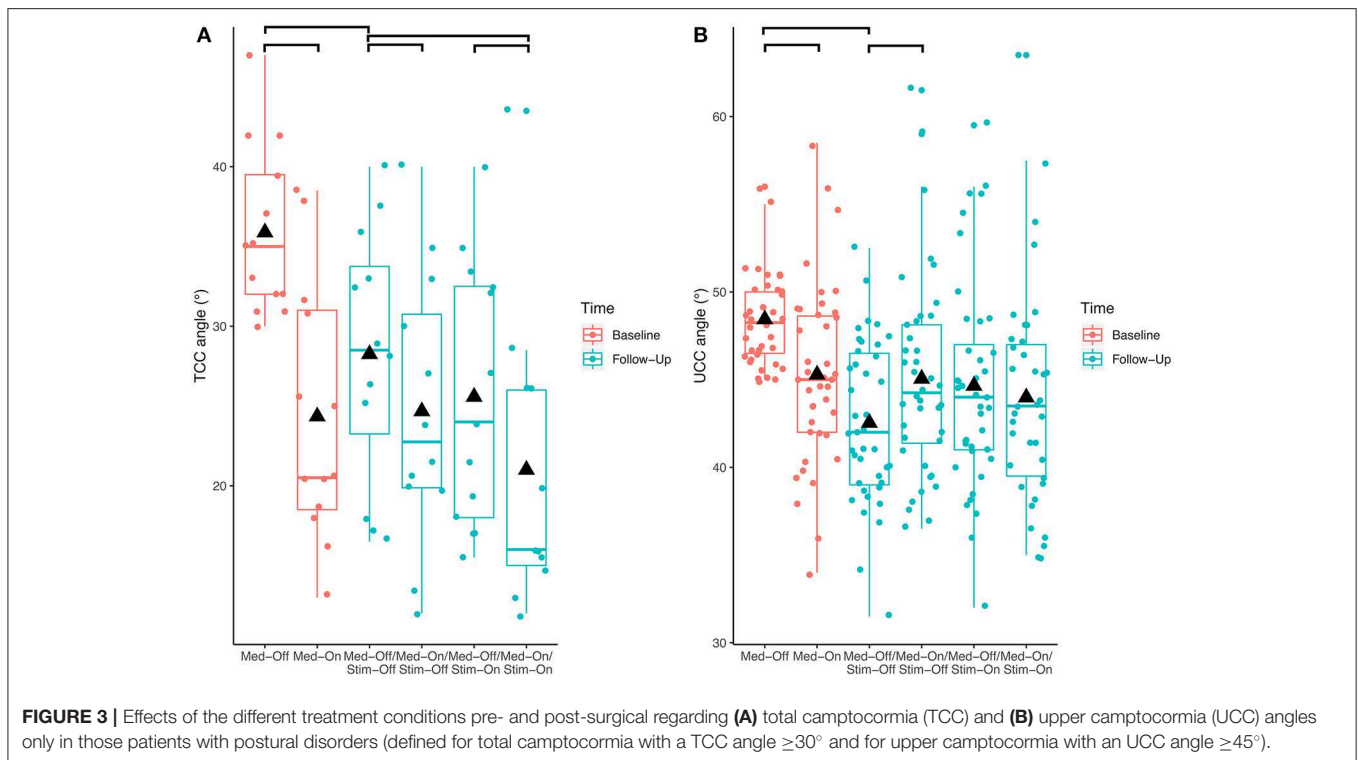 A
B
TCC angle (°)
40
30
20
Med–Off
Med–On
Med–Off/
Stim–Off
Med–On/
Stim–Off
Med–Off/
Stim–On
Med–On/
Stim–On
Time
Baseline
Follow–Up
UCC angle (°)
60
50
40
30
Med–Off
Med–On
Med–Off/
Stim–Off
Med–On/
Stim–Off
Med–Off/
Stim–On
Med–On/
Stim–On
Time
Baseline
Follow–Up
FIGURE 3 | Effects of the different treatment conditions pre- and post-surgical regarding (A) total camptocormia (TCC) and (B) upper camptocormia (UCC) angles
only in those patients with postural disorders (defined for total camptocormia with a TCC angle ≥30° and for upper camptocormia with an UCC angle ≥45°).